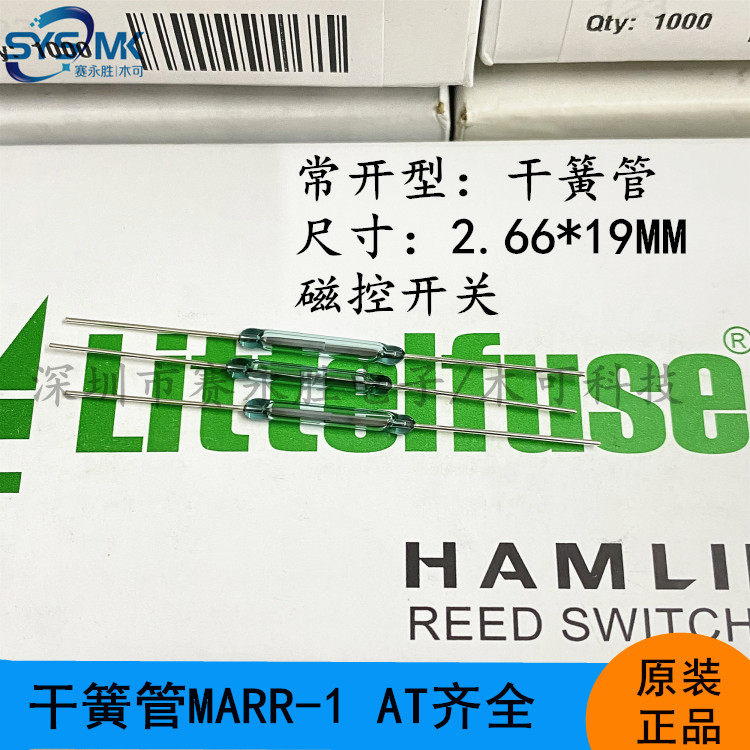 SYSMK
赛永胜|木可
1000
Qty: 1000
常开型：干簧管
尺寸：2.66*19MM
磁控开关
Littelfuse®
深圳市赛永胜电子/木可科技
HAMLI
REED SWITCH
干簧管MARR-1 AT齐全
原装
正品